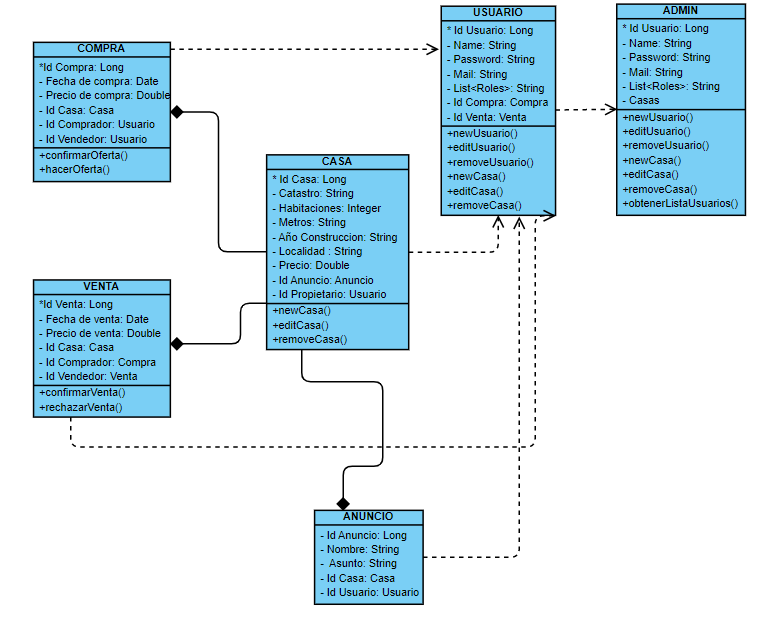 COMPRA
*Id Compra: Long
- Fecha de compra: Date
- Precio de compra: Double
- Id Casa: Casa
- Id Comprador: Usuario
- Id Vendedor: Usuario
+confirmarOferta()
+hacerOferta()
USUARIO
* Id Usuario: Long
- Name: String
- Password: String
- Mail: String
- List<Roles>: String
- Id Compra: Compra
- Id Venta: Venta
+newUsuario()
+editUsuario()
+removeUsuario()
+newCasa()
+editCasa()
+removeCasa()
ADMIN
* Id Usuario: Long
- Name: String
- Password: String
- Mail: String
- List<Roles>: String
- Casas
+newUsuario()
+editUsuario()
+removeUsuario()
+newCasa()
+editCasa()
+removeCasa()
+obtenerListaUsuarios()
CASA
* Id Casa: Long
- Catastro: String
- Habitaciones: Integer
- Metros: String
- Año Construccion: String
- Localidad : String
- Precio: Double
- Id Anuncio: Anuncio
- Id Propietario: Usuario
+newCasa()
+editCasa()
+removeCasa()
VENTA
*Id Venta: Long
- Fecha de venta: Date
- Precio de venta: Double
- Id Casa: Casa
- Id Comprador: Compra
- Id Vendedor: Venta
+confirmarVenta()
+rechazarVenta()
ANUNCIO
- Id Anuncio: Long
- Nombre: String
- Asunto: String
- Id Casa: Casa
- Id Usuario: Usuario